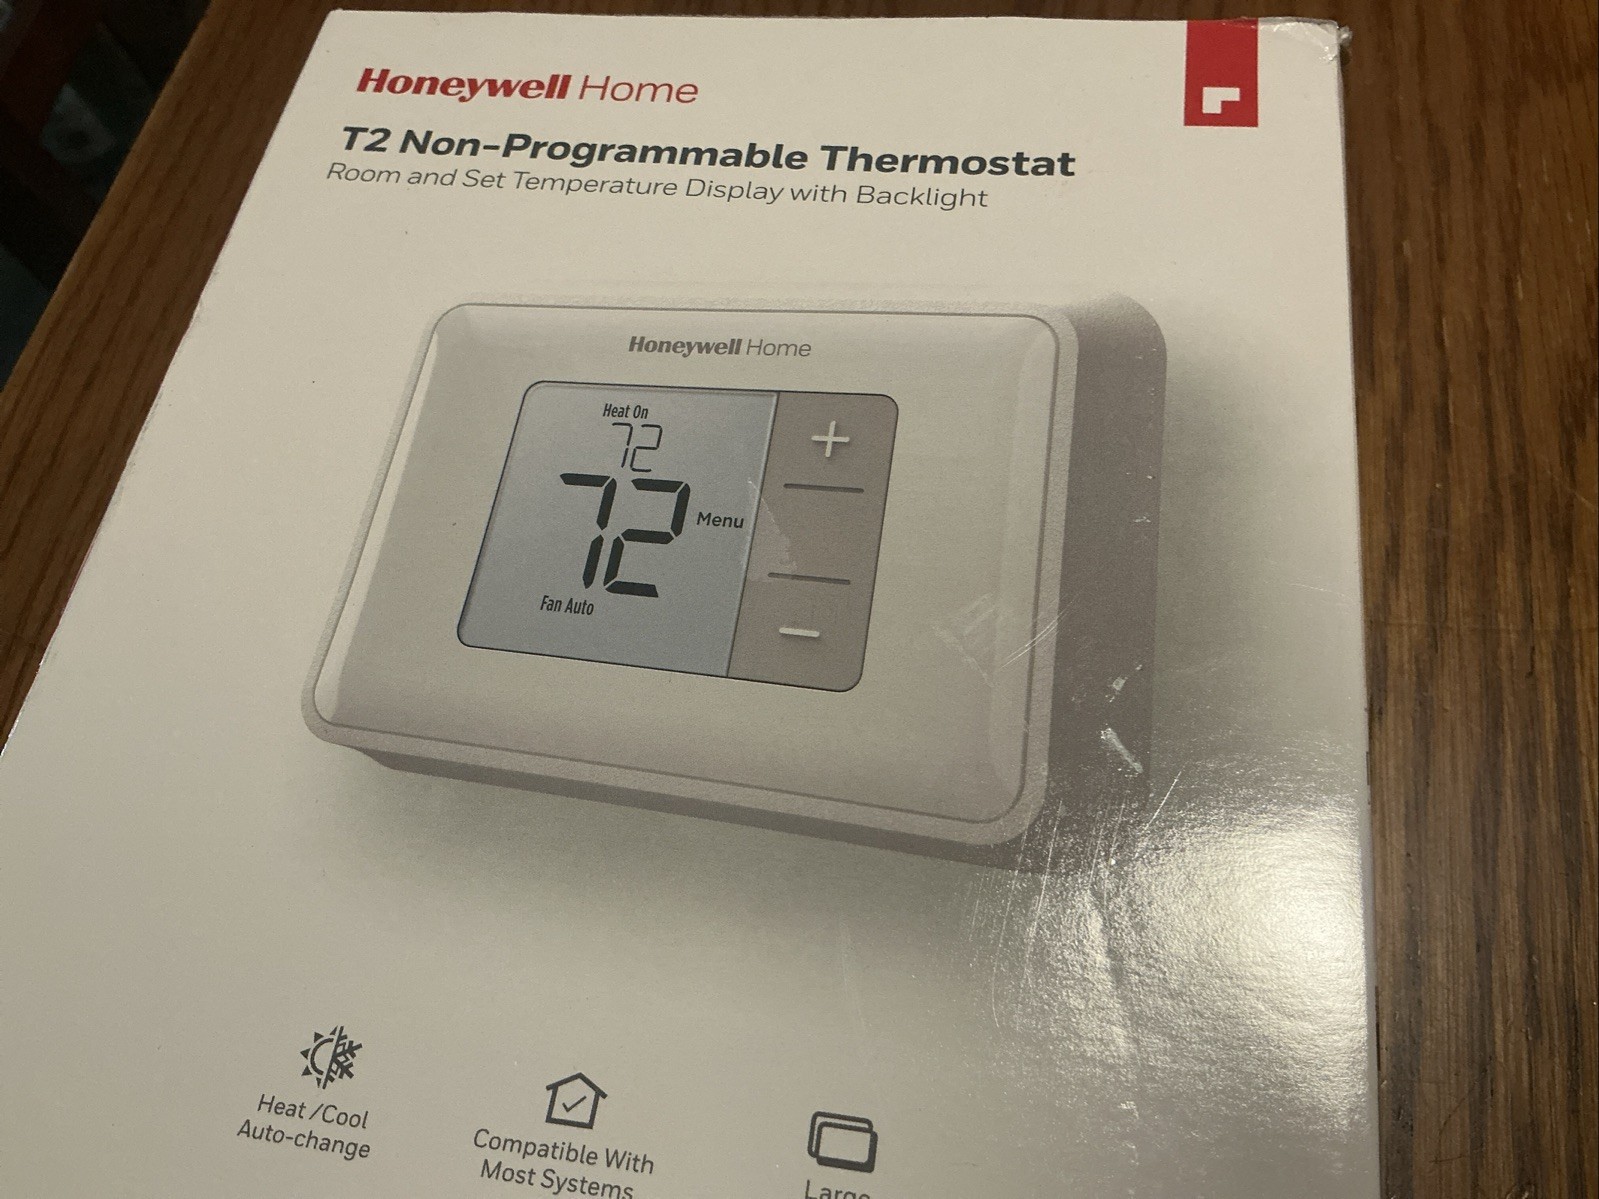 Honeywell Home
T2 Non-Programmable Thermostat
Room and Set Temperature Display with Backlight
Honeywell Home
Heat On
72
72
Menu
Fan Auto
Heat/Cool
Auto-change
Compatible With
Most Systems
Large